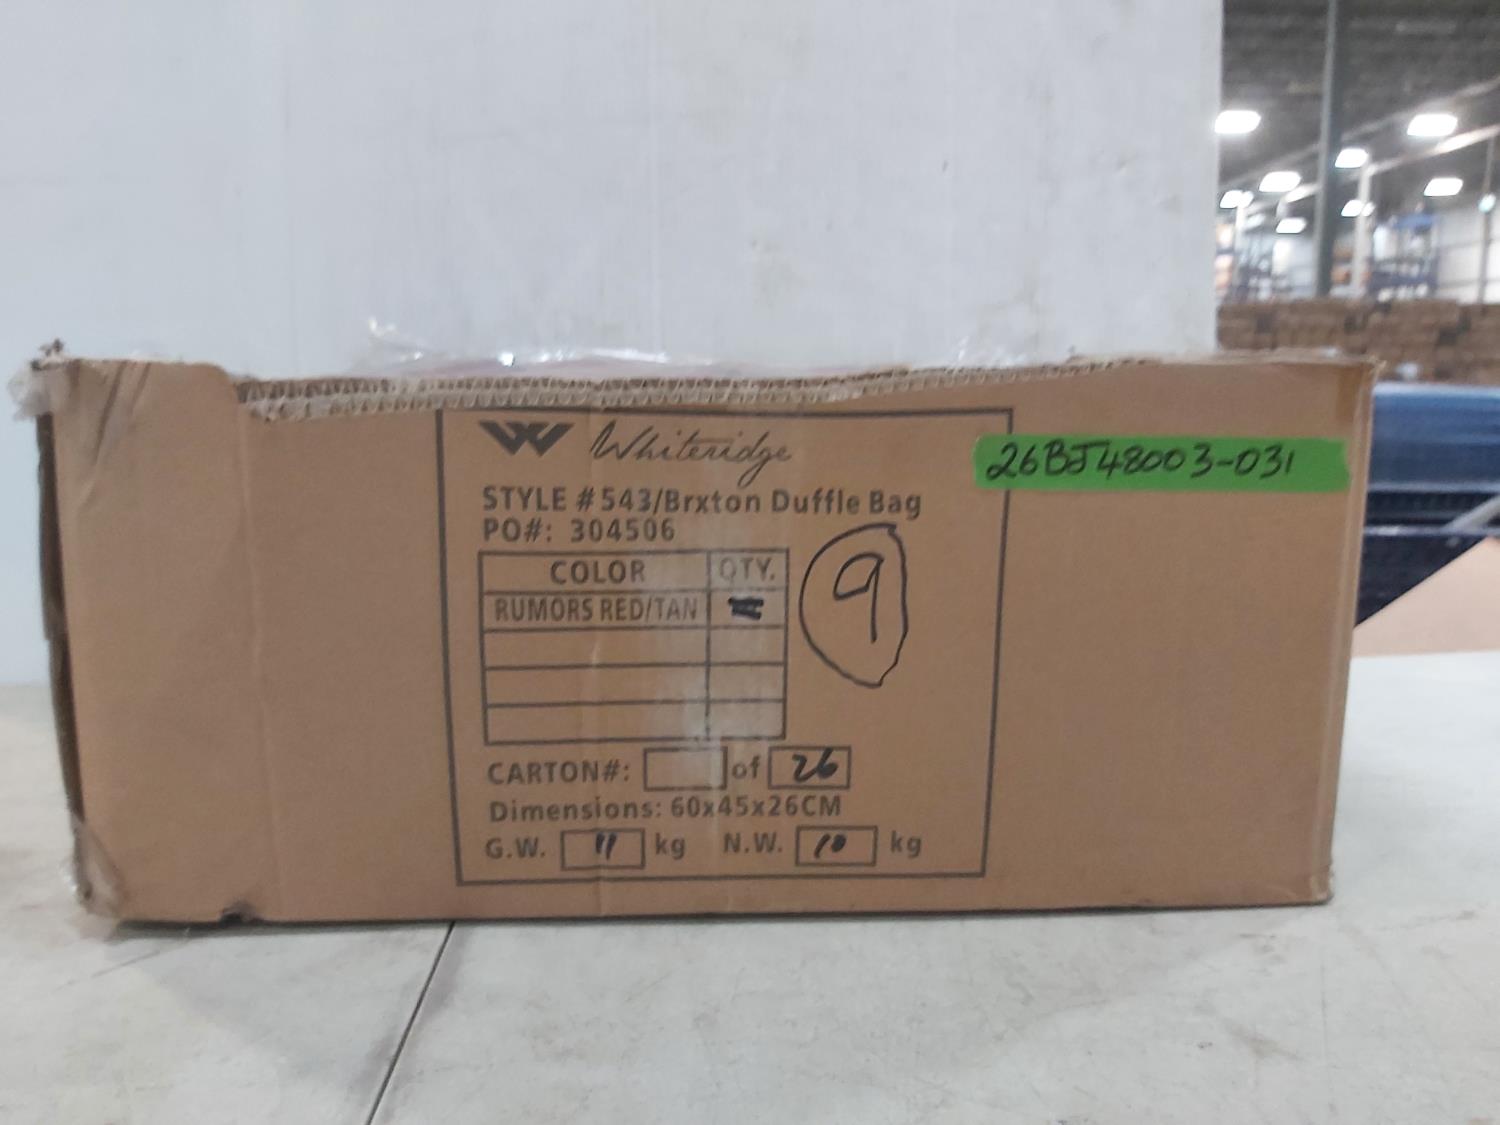 W Whiteridge
26BJ48003-031
STYLE #543/Brxton Duffle Bag
PO#: 304506
COLOR QTY.
RUMORS RED/TAN
9
CARTON#: of 26
Dimensions: 60x45x26CM
G.W. 11 kg N.W. 10 kg